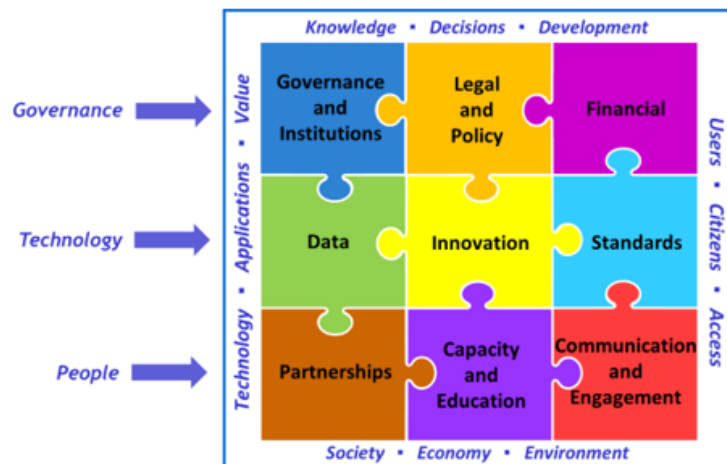 Knowledge ▪ Decisions ▪ Development
Governance
Technology
People
Technology ▪ Applications ▪ Value
Governance
and
Institutions
Legal
and
Policy
Financial
Data
Innovation
Standards
Partnerships
Capacity
and
Education
Communication
and
Engagement
Users ▪ Citizens ▪ Access
Society ▪ Economy ▪ Environment